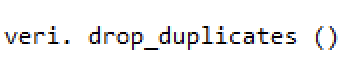 veri. drop_duplicates ()